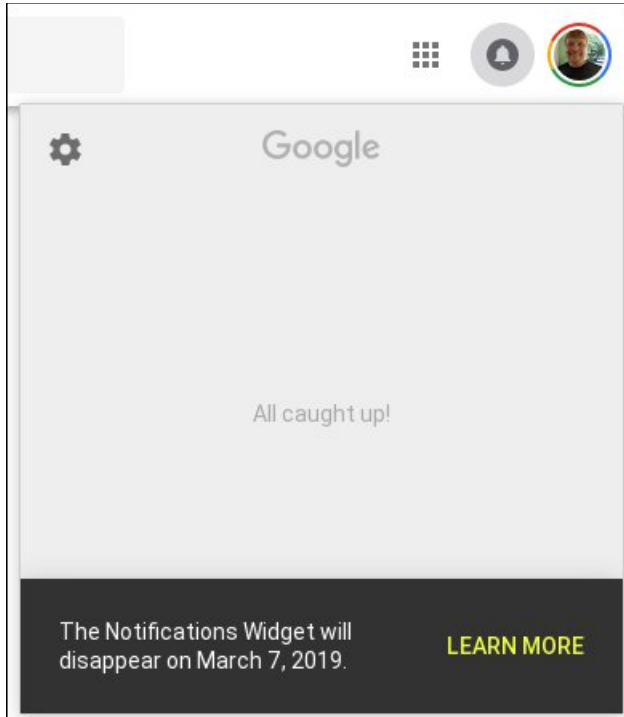 Google
All caught up!
The Notifications Widget will
disappear on March 7, 2019.
LEARN MORE